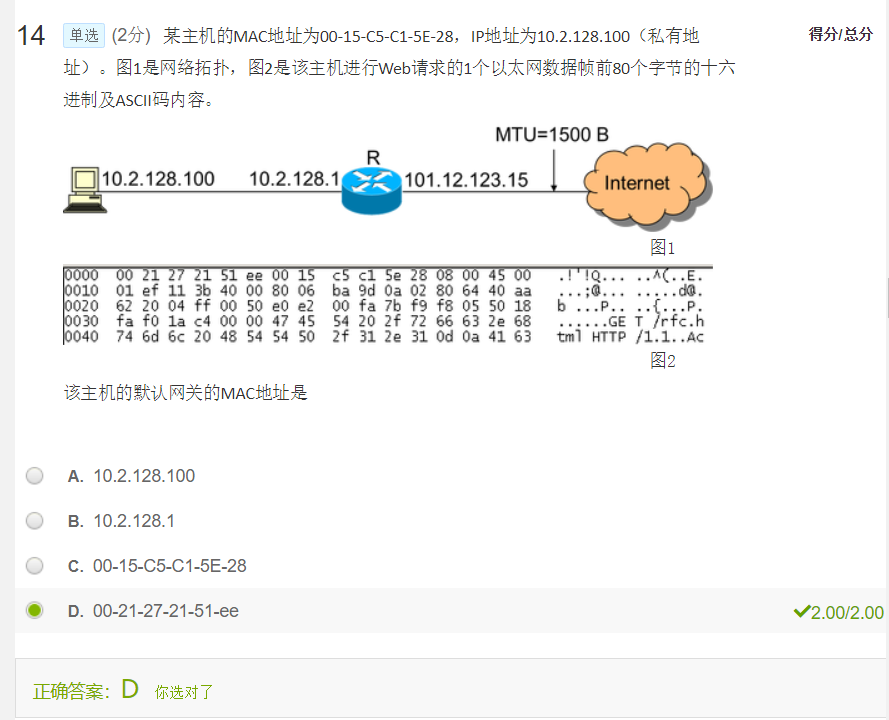 14 单选 (2分) 某主机的MAC地址为00-15-C5-C1-5E-28，IP地址为10.2.128.100（私有地 得分/总分
址）。图1是网络拓扑，图2是该主机进行Web请求的1个以太网数据帧前80个字节的十六
进制及ASCII码内容。
MTU=1500 B
R
10.2.128.100 10.2.128.1 101.12.123.15 Internet
图1
0000 00 21 27 21 51 ee 00 15 c5 c1 5e 28 08 00 45 00 .!'!Q... ..^(..E.
0010 01 ef 11 3b 40 00 80 06 ba 9d 0a 02 80 64 40 aa ...;@... .....d@.
0020 62 20 04 ff 00 50 e0 e2 00 fa 7b f9 f8 05 50 18 b ...P.. ..{...P.
0030 fa f0 1a c4 00 00 47 45 54 20 2f 72 66 63 2e 68 ......GE T /rfc.h
0040 74 6d 6c 20 48 54 54 50 2f 31 2e 31 0d 0a 41 63 tml HTTP /1.1..Ac
图2
该主机的默认网关的MAC地址是
A. 10.2.128.100
B. 10.2.128.1
C. 00-15-C5-C1-5E-28
D. 00-21-27-21-51-ee 2.00/2.00
正确答案：D 你选对了